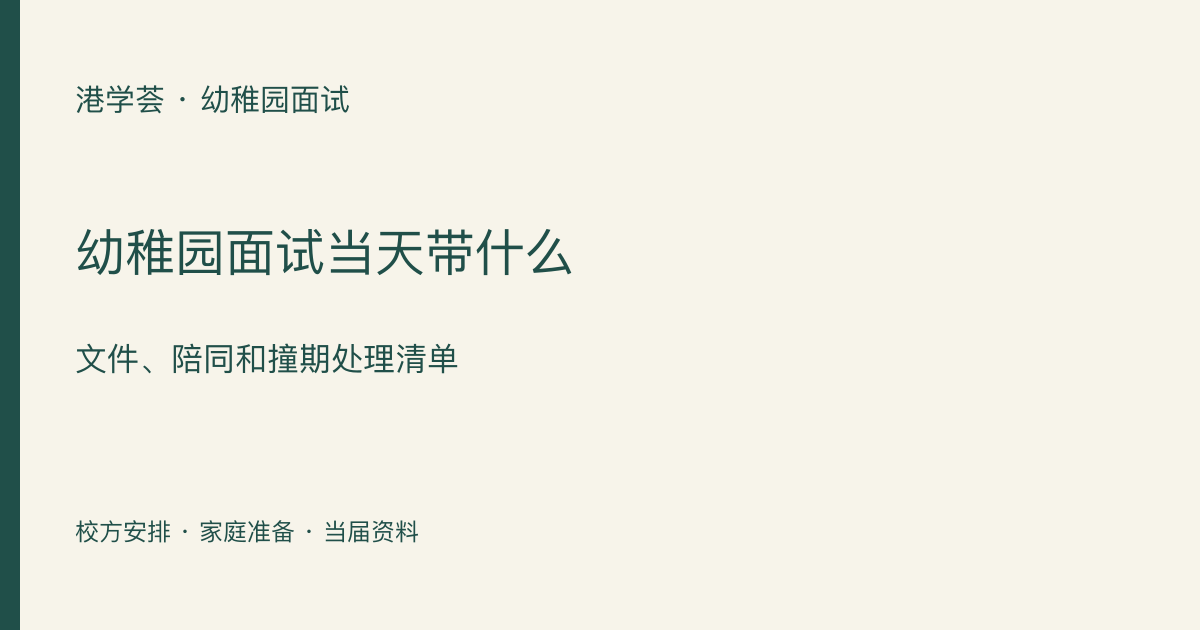 港学荟 · 幼稚园面试
幼稚园面试当天带什么
文件、陪同和撞期处理清单
校方安排 · 家庭准备 · 当届资料